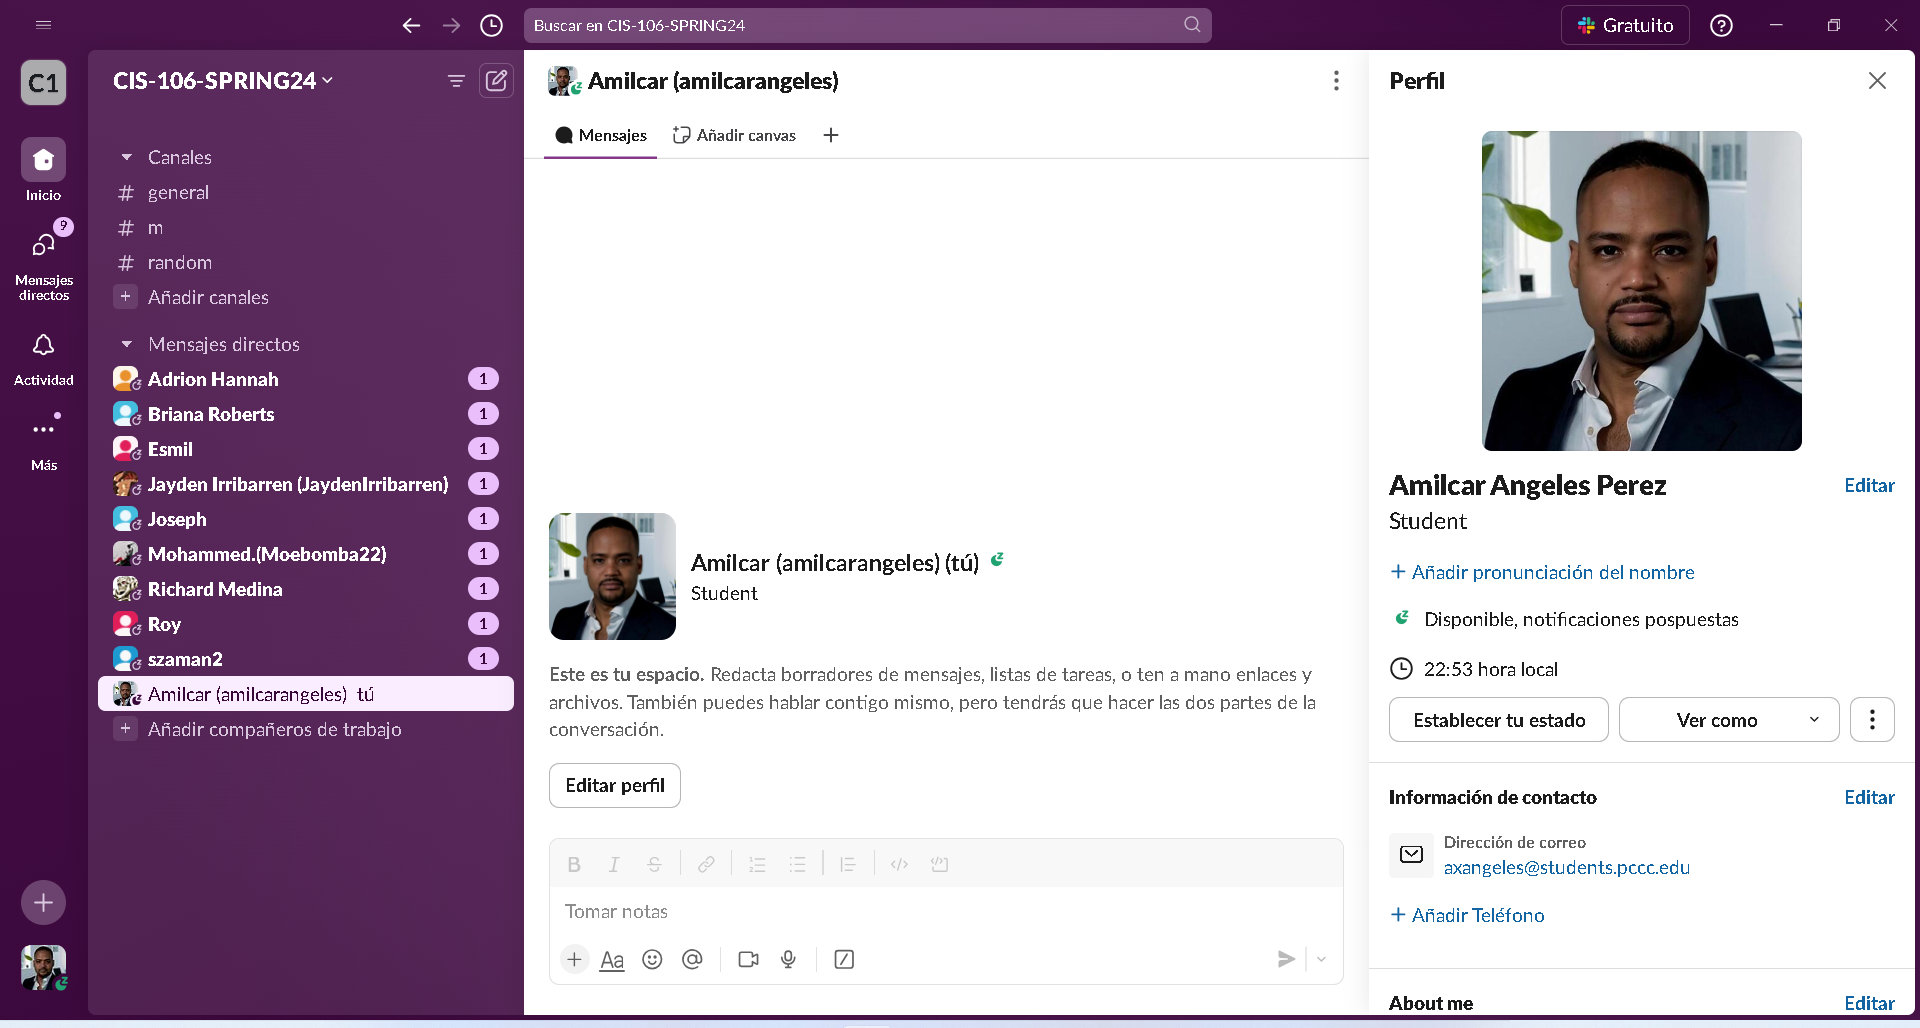 Buscar en CIS-106-SPRING24
Gratuito
C1
Inicio
9
Mensajes
directos
Actividad
Más
CIS-106-SPRING24
Canales
# general
# m
# random
+ Añadir canales
Mensajes directos
Adrion Hannah 1
Briana Roberts 1
Esmil 1
Jayden Irribarren (JaydenIrribarren) 1
Joseph 1
Mohammed.(Moebomba22) 1
Richard Medina 1
Roy 1
szaman2 1
Amilcar (amilcarangeles) tú
+ Añadir compañeros de trabajo
Amilcar (amilcarangeles)
Mensajes Añadir canvas +
Amilcar (amilcarangeles) (tú)
Student
Este es tu espacio. Redacta borradores de mensajes, listas de tareas, o ten a mano enlaces y
archivos. También puedes hablar contigo mismo, pero tendrás que hacer las dos partes de la
conversación.
Editar perfil
Tomar notas
Aa
Perfil
Amilcar Angeles Perez Editar
Student
+ Añadir pronunciación del nombre
Disponible, notificaciones pospuestas
22:53 hora local
Establecer tu estado Ver como
Información de contacto Editar
Dirección de correo
axangeles@students.pccc.edu
+ Añadir Teléfono
About me Editar